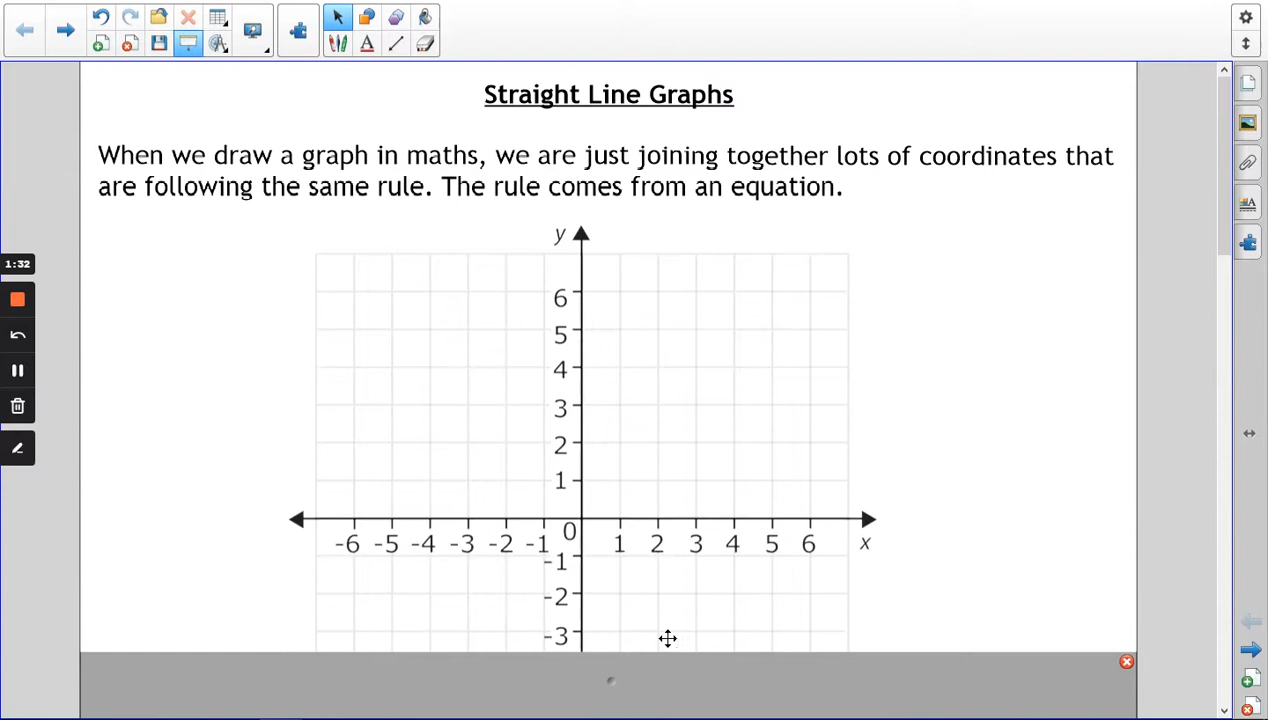 Straight Line Graphs
When we draw a graph in maths, we are just joining together lots of coordinates that
are following the same rule. The rule comes from an equation.
y
6
5
4
3
2
1
0
-6 -5 -4 -3 -2 -1 1 2 3 4 5 6 x
-1
-2
-3
1:32
A